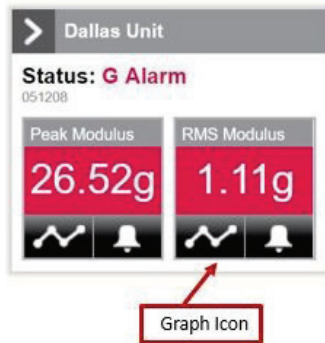 Dallas Unit
Status: G Alarm
051208
Peak Modulus
RMS Modulus
26.52g
1.11g
Graph Icon